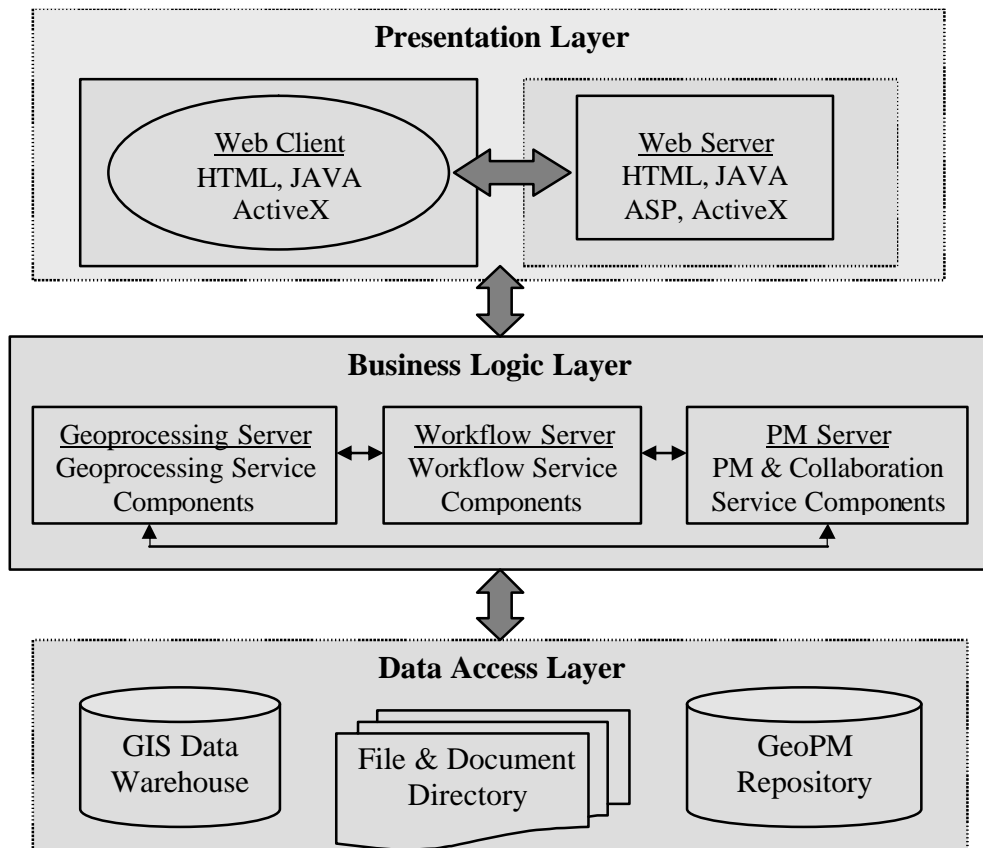 Presentation Layer
Web Client
HTML, JAVA
ActiveX
Web Server
HTML, JAVA
ASP, ActiveX
Business Logic Layer
Geoprocessing Server
Geoprocessing Service
Components
Workflow Server
Workflow Service
Components
PM Server
PM & Collaboration
Service Components
Data Access Layer
GIS Data
Warehouse
File & Document
Directory
GeoPM
Repository